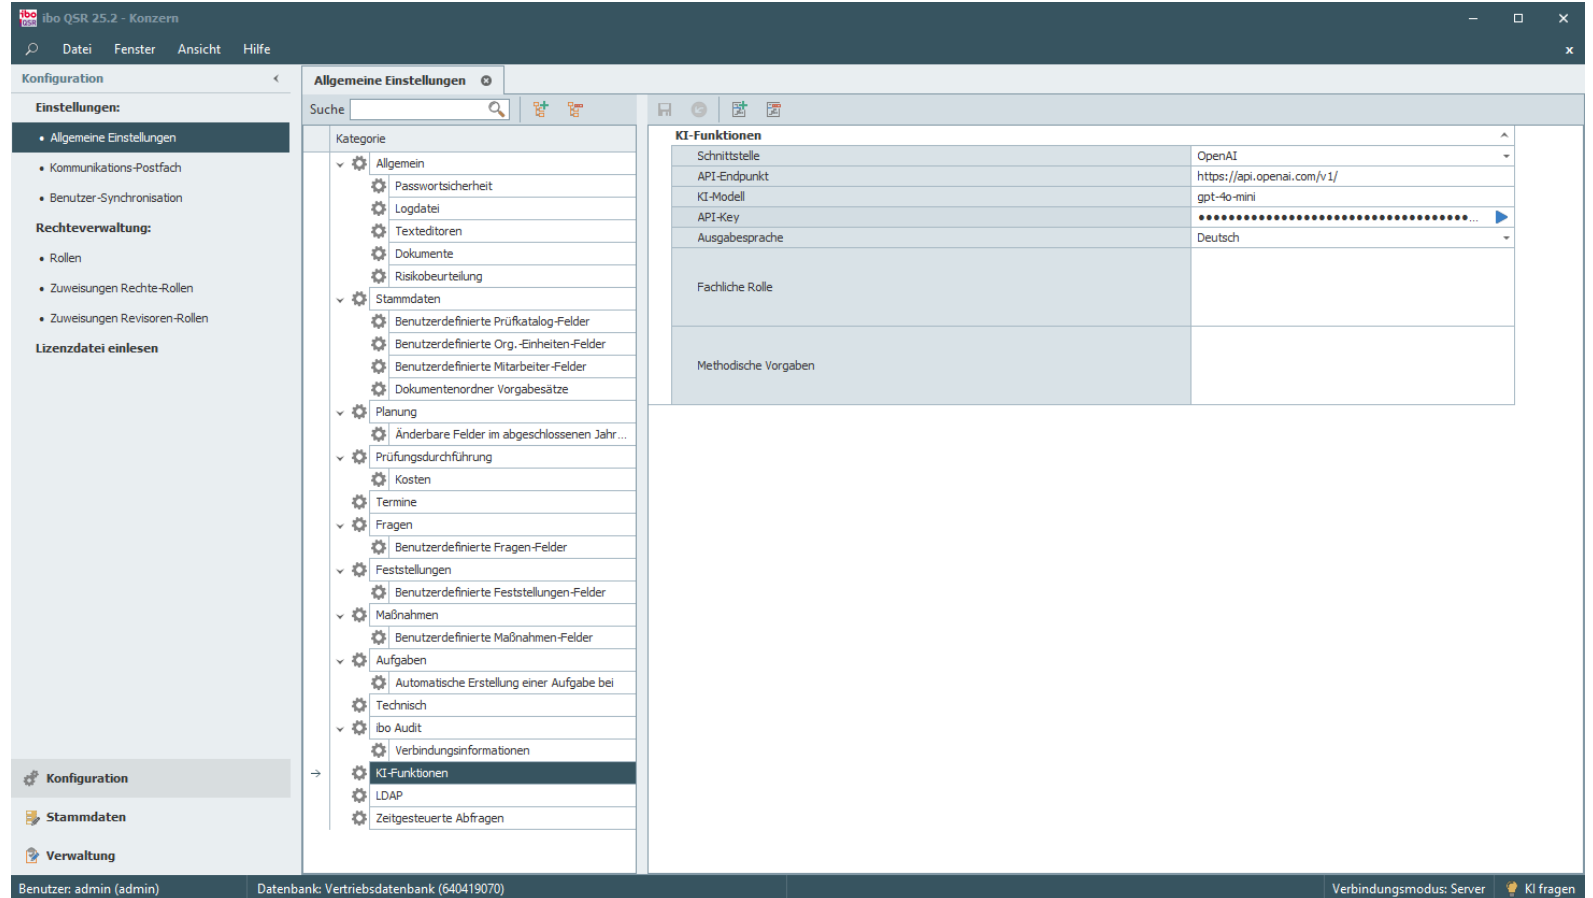 ibo QSR 25.2 - Konzern
Datei Fenster Ansicht Hilfe
Konfiguration
Einstellungen:
Allgemeine Einstellungen
Kommunikations-Postfach
Benutzer-Synchronisation
Rechteverwaltung:
Rollen
Zuweisungen Rechte-Rollen
Zuweisungen Revisoren-Rollen
Lizenzdatei einlesen
Konfiguration
Stammdaten
Verwaltung
Allgemeine Einstellungen
Suche
Kategorie
Allgemein
Passwortsicherheit
Logdatei
Texteditoren
Dokumente
Risikobeurteilung
Stammdaten
Benutzerdefinierte Prüfkatalog-Felder
Benutzerdefinierte Org.-Einheiten-Felder
Benutzerdefinierte Mitarbeiter-Felder
Dokumentenordner Vorgabesätze
Planung
Änderbare Felder im abgeschlossenen Jahr...
Prüfungsdurchführung
Kosten
Termine
Fragen
Benutzerdefinierte Fragen-Felder
Feststellungen
Benutzerdefinierte Feststellungen-Felder
Maßnahmen
Benutzerdefinierte Maßnahmen-Felder
Aufgaben
Automatische Erstellung einer Aufgabe bei
Technisch
ibo Audit
Verbindungsinformationen
KI-Funktionen
LDAP
Zeitgesteuerte Abfragen
KI-Funktionen
Schnittstelle OpenAI
API-Endpunkt https://api.openai.com/v1/
KI-Modell gpt-4o-mini
API-Key ●●●●●●●●●●●●●●●●●●●●●●●●●●●●●●●●●●●●...
Ausgabesprache Deutsch
Fachliche Rolle
Methodische Vorgaben
Benutzer: admin (admin) Datenbank: Vertriebsdatenbank (640419070) Verbindungsmodus: Server KI fragen